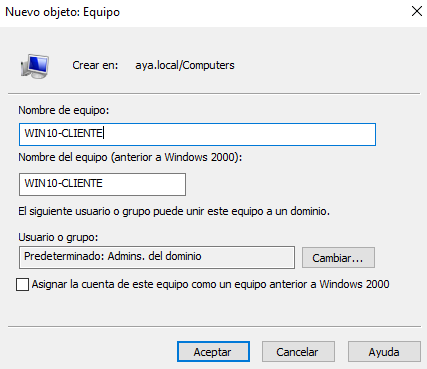 Nuevo objeto: Equipo
Crear en: aya.local/Computers
Nombre de equipo:
WIN10-CLIENTE
Nombre del equipo (anterior a Windows 2000):
WIN10-CLIENTE
El siguiente usuario o grupo puede unir este equipo a un dominio.
Usuario o grupo:
Predeterminado: Admins. del dominio
Cambiar...
Asignar la cuenta de este equipo como un equipo anterior a Windows 2000
Aceptar Cancelar Ayuda